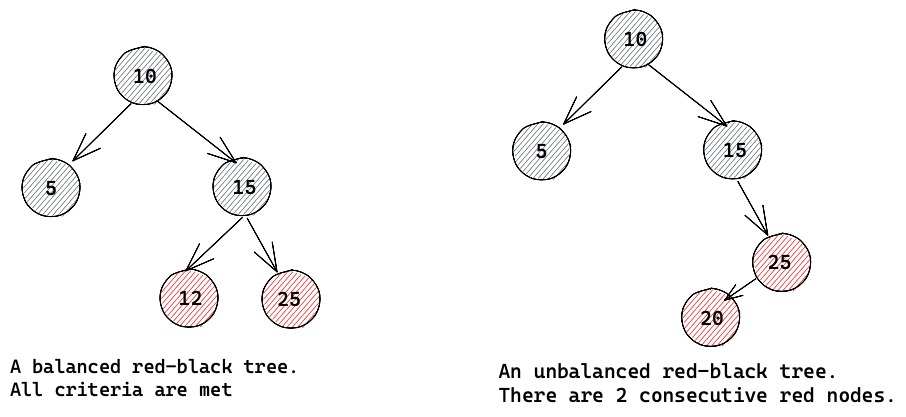 10
5
15
12
25
A balanced red-black tree.
All criteria are met
10
5
15
25
20
An unbalanced red-black tree.
There are 2 consecutive red nodes.